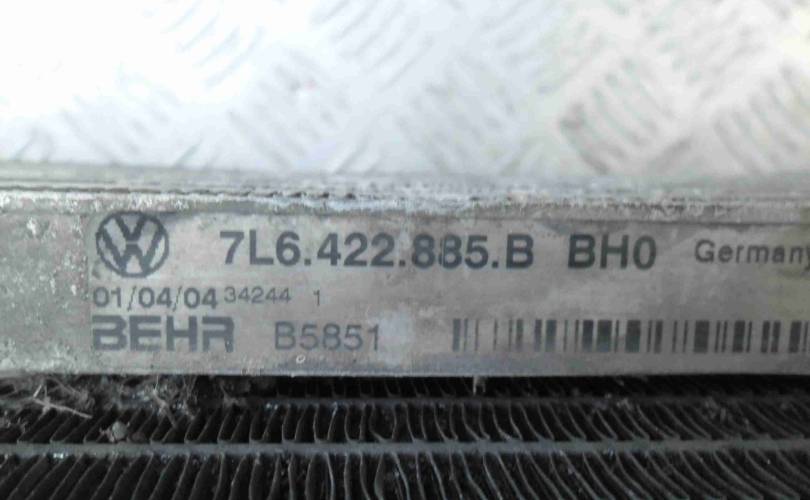 7L6.422.885.B BH0 Germany
01/04/04 34244 1
BEHR B5851